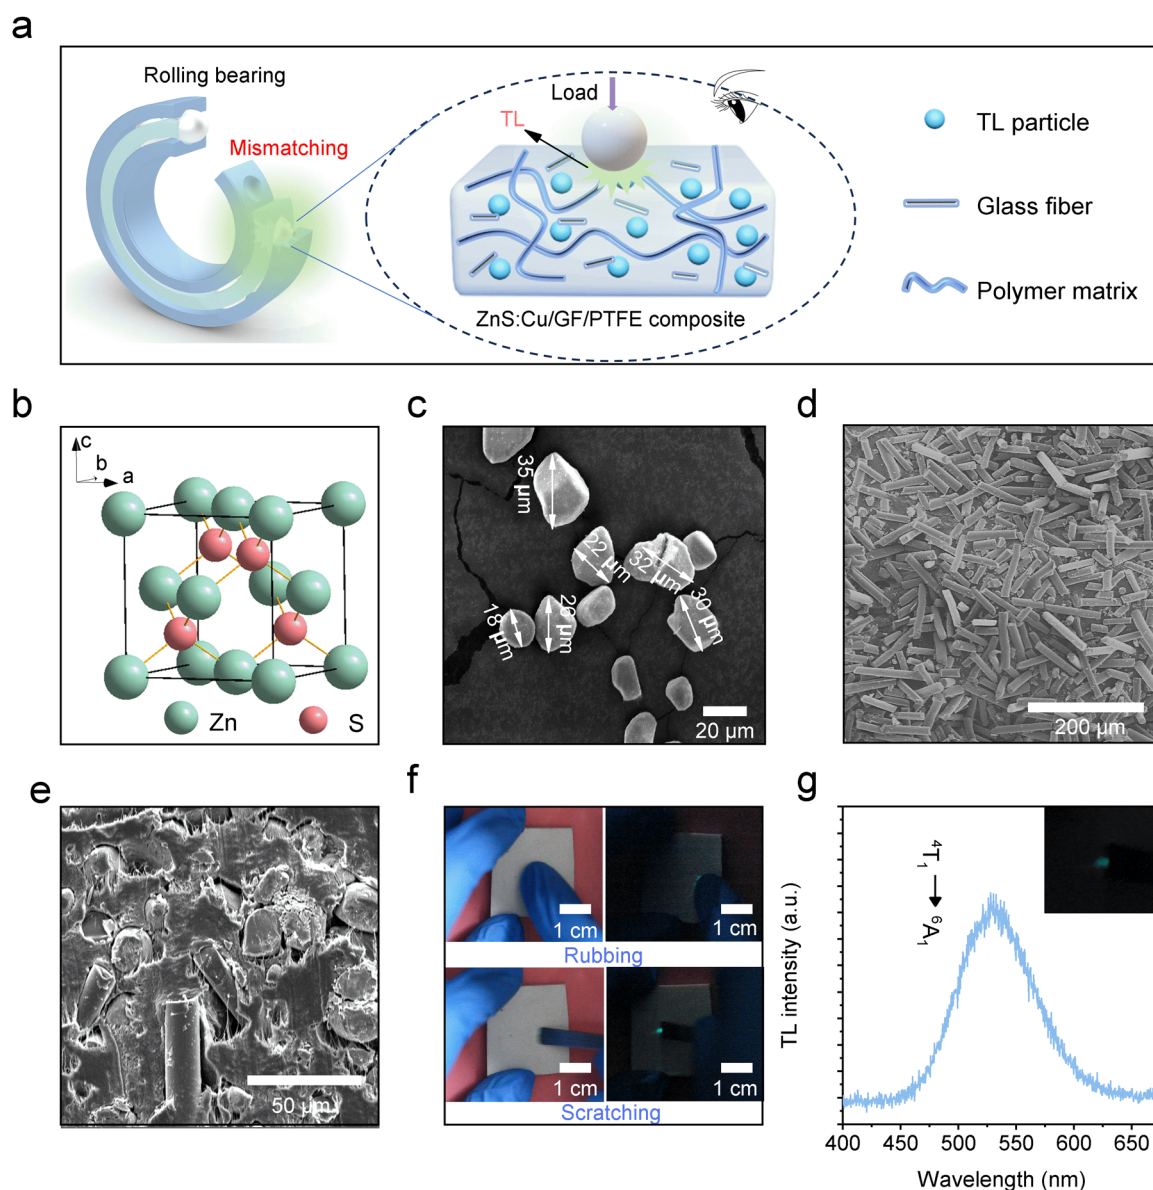 a
Rolling bearing
Mismatching
Load
TL
ZnS:Cu/GF/PTFE composite
TL particle
Glass fiber
Polymer matrix
b
c
b
a
Zn
S
c
35 µm
22 µm
32 µm
18 µm
26 µm
30 µm
20 µm
d
200 µm
e
50 µm
f
1 cm
1 cm
Rubbing
1 cm
1 cm
Scratching
g
TL intensity (a.u.)
⁴T₁
⁶A₁
400 450 500 550 600 650
Wavelength (nm)